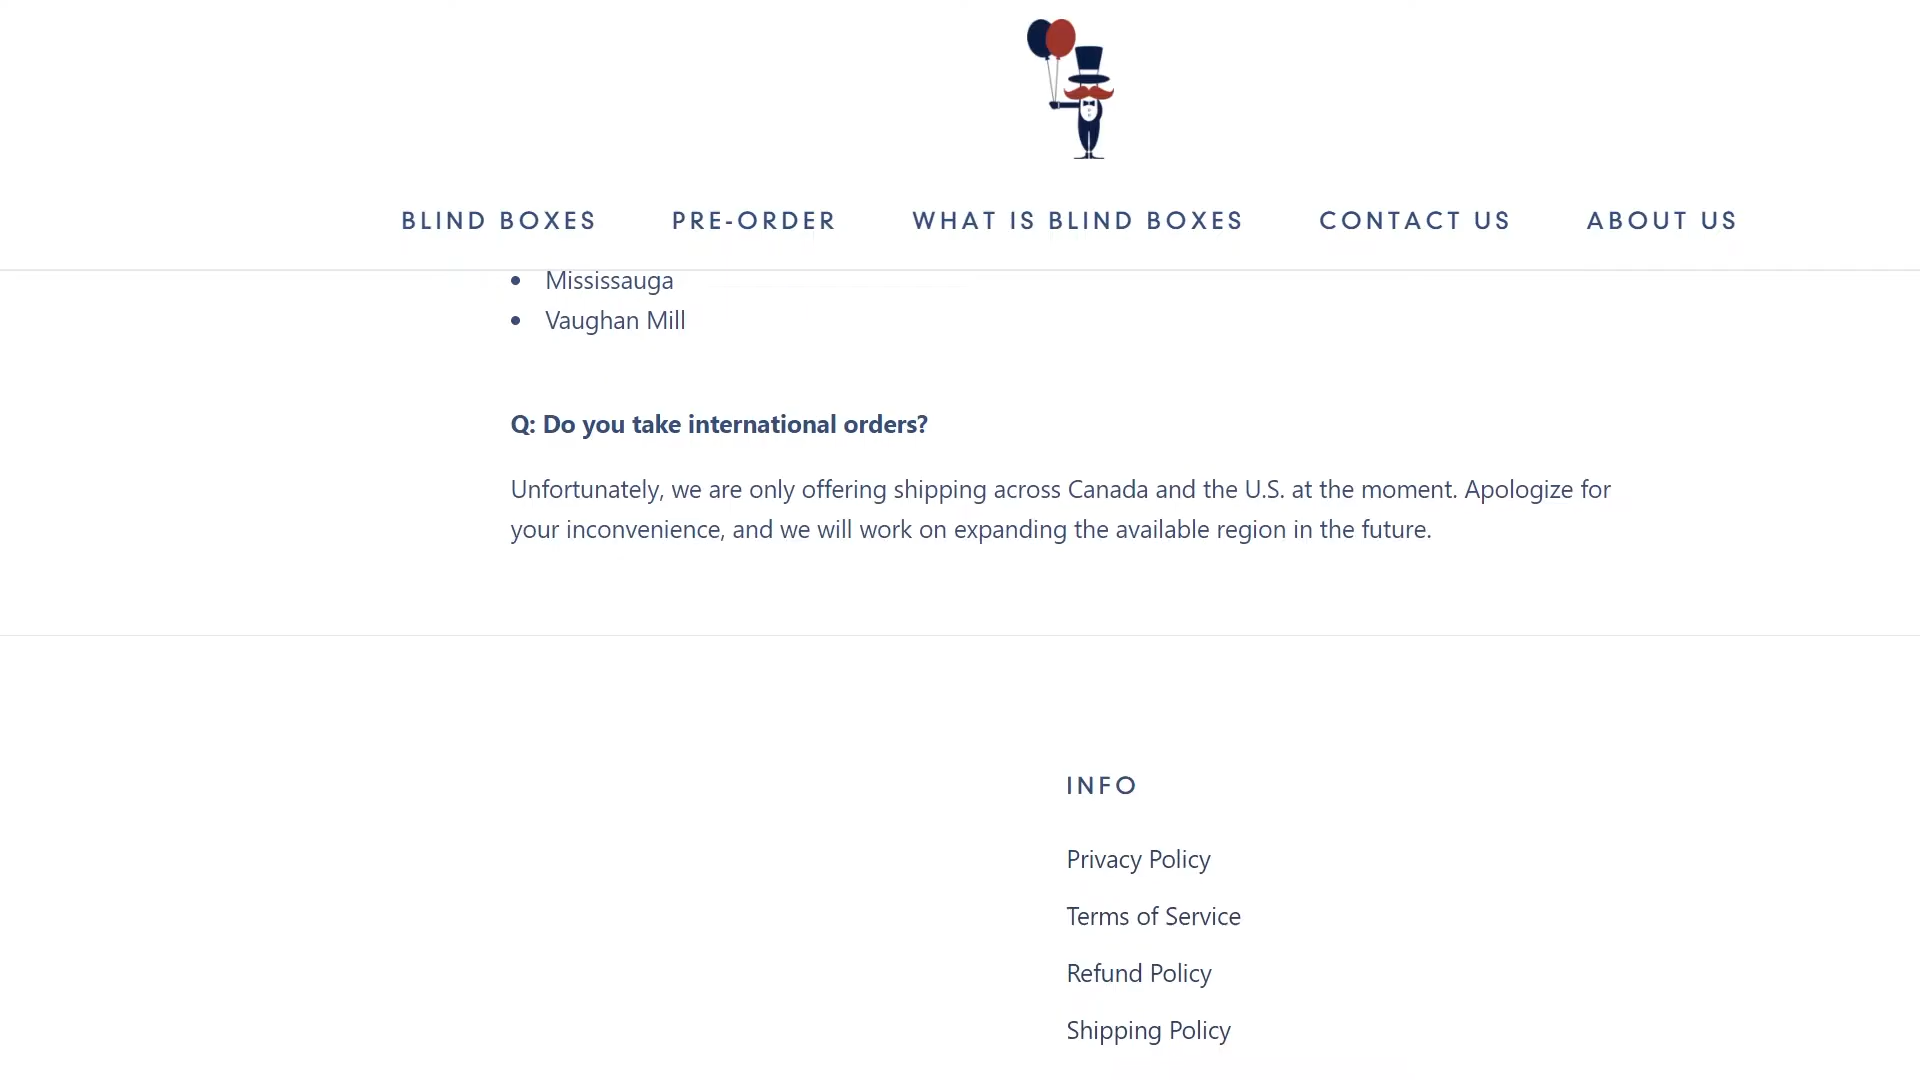 BLIND BOXES
PRE-ORDER
WHAT IS BLIND BOXES
CONTACT US
ABOUT US
• Mississauga
• Vaughan Mill
Q: Do you take international orders?
Unfortunately, we are only offering shipping across Canada and the U.S. at the moment. Apologize for
your inconvenience, and we will work on expanding the available region in the future.
INFO
Privacy Policy
Terms of Service
Refund Policy
Shipping Policy